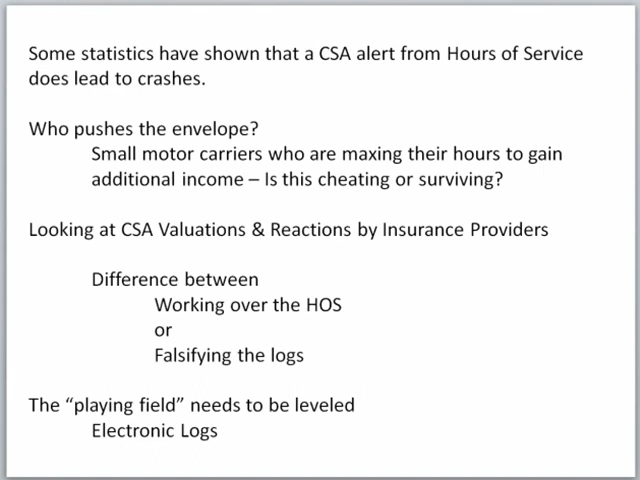 Some statistics have shown that a CSA alert from Hours of Service
does lead to crashes.
Who pushes the envelope?
Small motor carriers who are maxing their hours to gain
additional income – Is this cheating or surviving?
Looking at CSA Valuations & Reactions by Insurance Providers
Difference between
Working over the HOS
or
Falsifying the logs
The “playing field” needs to be leveled
Electronic Logs